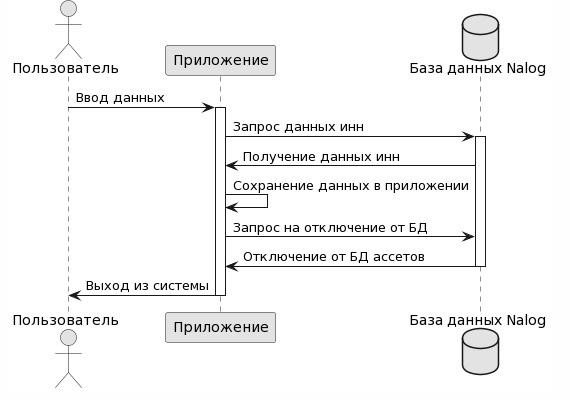 Пользователь
Приложение
База данных Nalog
Ввод данных
Запрос данных инн
Получение данных инн
Сохранение данных в приложении
Запрос на отключение от БД
Отключение от БД ассетов
Выход из системы
Пользователь
Приложение
База данных Nalog